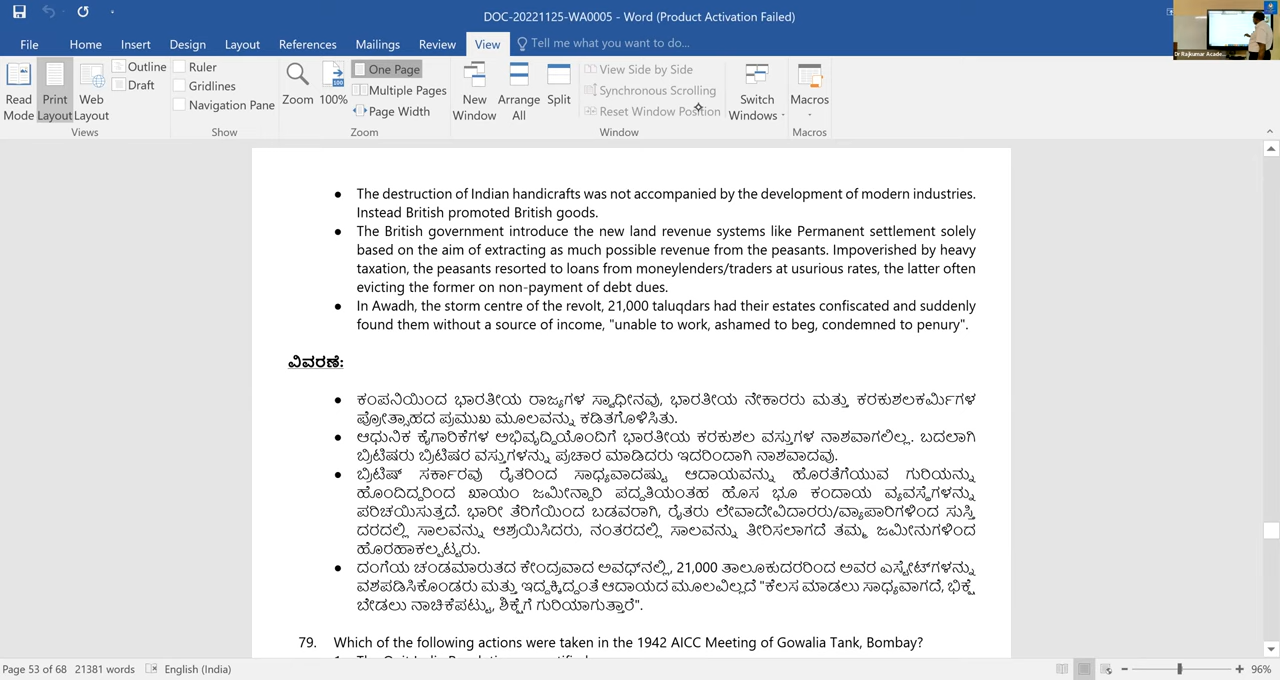 DOC-20221125-WA0005 - Word (Product Activation Failed)
File Home Insert Design Layout References Mailings Review View Tell me what you want to do...
Dr Rajkumar Acade...
Read Mode
Print Layout
Web Layout
Outline
Draft
Views
Ruler
Gridlines
Navigation Pane
Show
Zoom
100
100%
One Page
Multiple Pages
Page Width
Zoom
New Window
Arrange All
Split
View Side by Side
Synchronous Scrolling
Reset Window Position
Window
Switch Windows
Macros
Macros
• The destruction of Indian handicrafts was not accompanied by the development of modern industries.
Instead British promoted British goods.
• The British government introduce the new land revenue systems like Permanent settlement solely
based on the aim of extracting as much possible revenue from the peasants. Impoverished by heavy
taxation, the peasants resorted to loans from moneylenders/traders at usurious rates, the latter often
evicting the former on non-payment of debt dues.
• In Awadh, the storm centre of the revolt, 21,000 taluqdars had their estates confiscated and suddenly
found them without a source of income, "unable to work, ashamed to beg, condemned to penury".
ವಿವರಣೆ:
• ಕಂಪನಿಯಿಂದ ಭಾರತೀಯ ರಾಜ್ಯಗಳ ಸ್ವಾಧೀನವು, ಭಾರತೀಯ ನೇಕಾರರು ಮತ್ತು ಕರಕುಶಲಕರ್ಮಿಗಳ
ಪ್ರೋತ್ಸಾಹದ ಪ್ರಮುಖ ಮೂಲವನ್ನು ಕಡಿತಗೊಳಿಸಿತು.
• ಆಧುನಿಕ ಕೈಗಾರಿಕೆಗಳ ಅಭಿವೃದ್ಧಿಯೊಂದಿಗೆ ಭಾರತೀಯ ಕರಕುಶಲ ವಸ್ತುಗಳ ನಾಶವಾಗಲಿಲ್ಲ. ಬದಲಾಗಿ
ಬ್ರಿಟಿಷರು ಬ್ರಿಟಿಷರ ವಸ್ತುಗಳನ್ನು ಪ್ರಚಾರ ಮಾಡಿದರು ಇದರಿಂದಾಗಿ ನಾಶವಾದವು.
• ಬ್ರಿಟಿಷ್ ಸರ್ಕಾರವು ರೈತರಿಂದ ಸಾಧ್ಯವಾದಷ್ಟು ಆದಾಯವನ್ನು ಹೊರತೆಗೆಯುವ ಗುರಿಯನ್ನು
ಹೊಂದಿದ್ದರಿಂದ ಖಾಯಂ ಜಮೀನ್ದಾರಿ ಪದ್ಧತಿಯಂತಹ ಹೊಸ ಭೂ ಕಂದಾಯ ವ್ಯವಸ್ಥೆಗಳನ್ನು
ಪರಿಚಯಿಸುತ್ತದೆ. ಭಾರೀ ತೆರಿಗೆಯಿಂದ ಬಡವರಾಗಿ, ರೈತರು ಲೇವಾದೇವಿದಾರರು/ವ್ಯಾಪಾರಿಗಳಿಂದ ಸುಸ್ತಿ
ದರದಲ್ಲಿ ಸಾಲವನ್ನು ಆಶ್ರಯಿಸಿದರು, ನಂತರದಲ್ಲಿ ಸಾಲವನ್ನು ತೀರಿಸಲಾಗದೆ ತಮ್ಮ ಜಮೀನುಗಳಿಂದ
ಹೊರಹಾಕಲ್ಪಟ್ಟರು.
• ದಂಗೆಯ ಚಂಡಮಾರುತದ ಕೇಂದ್ರವಾದ ಅವಧ್‌ನಲ್ಲಿ, 21,000 ತಾಲೂಕುದರರಿಂದ ಅವರ ಎಸ್ಟೇಟ್‌ಗಳನ್ನು
ವಶಪಡಿಸಿಕೊಂಡರು ಮತ್ತು ಇದ್ದಕ್ಕಿದ್ದಂತೆ ಆದಾಯದ ಮೂಲವಿಲ್ಲದೆ "ಕೆಲಸ ಮಾಡಲು ಸಾಧ್ಯವಾಗದೆ, ಭಿಕ್ಷೆ
ಬೇಡಲು ನಾಚಿಕೆಪಟ್ಟು, ಶಿಕ್ಷೆಗೆ ಗುರಿಯಾಗುತ್ತಾರೆ".
79. Which of the following actions were taken in the 1942 AICC Meeting of Gowalia Tank, Bombay?
Page 53 of 68 21381 words English (India) 96%